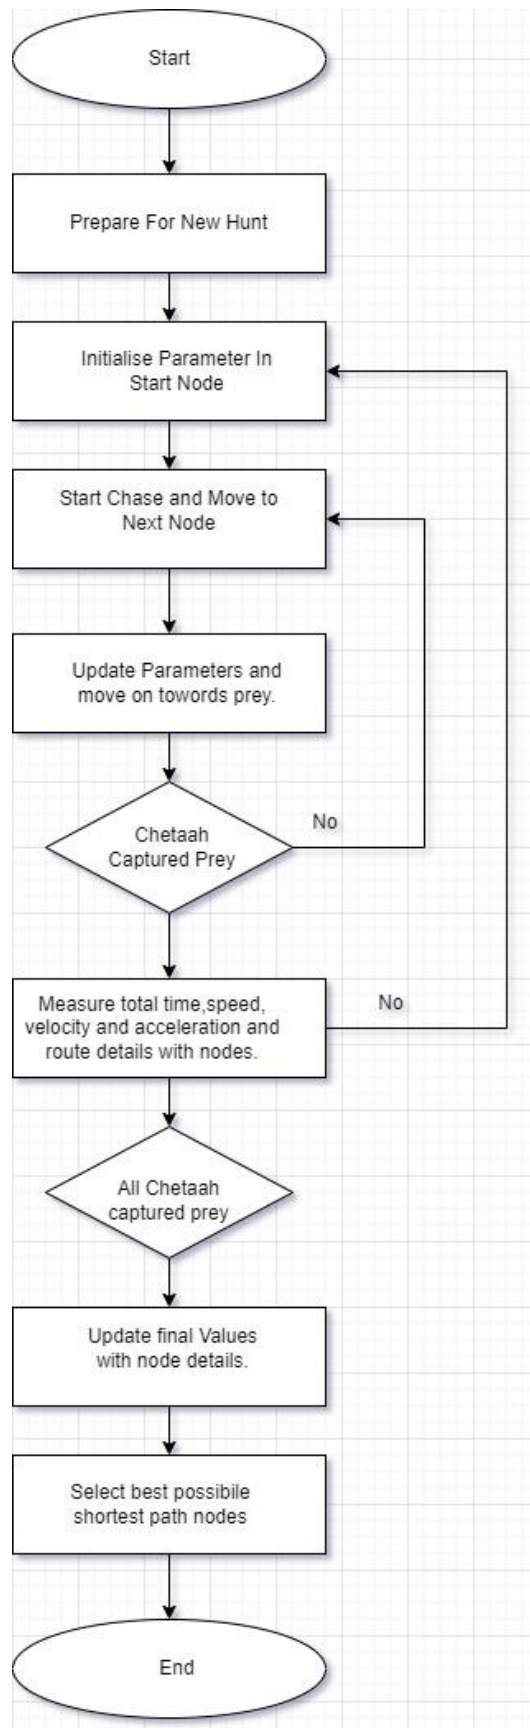 Start
Prepare For New Hunt
Initialise Parameter In
Start Node
Start Chase and Move to
Next Node
Update Parameters and
move on towords prey.
Chetaah
Captured Prey
No
Measure total time,speed,
velocity and acceleration and
route details with nodes.
No
All Chetaah
captured prey
Update final Values
with node details.
Select best possibile
shortest path nodes
End